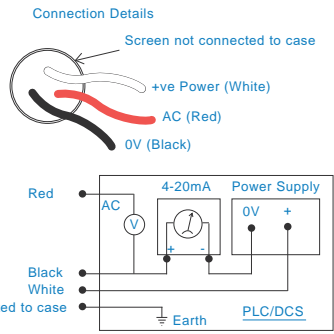 Connection Details
Screen not connected to case
+ve Power (White)
AC (Red)
0V (Black)
4-20mA Power Supply
Red
AC
0V +
V
+ -
Black
White
to case
Earth
PLC/DCS